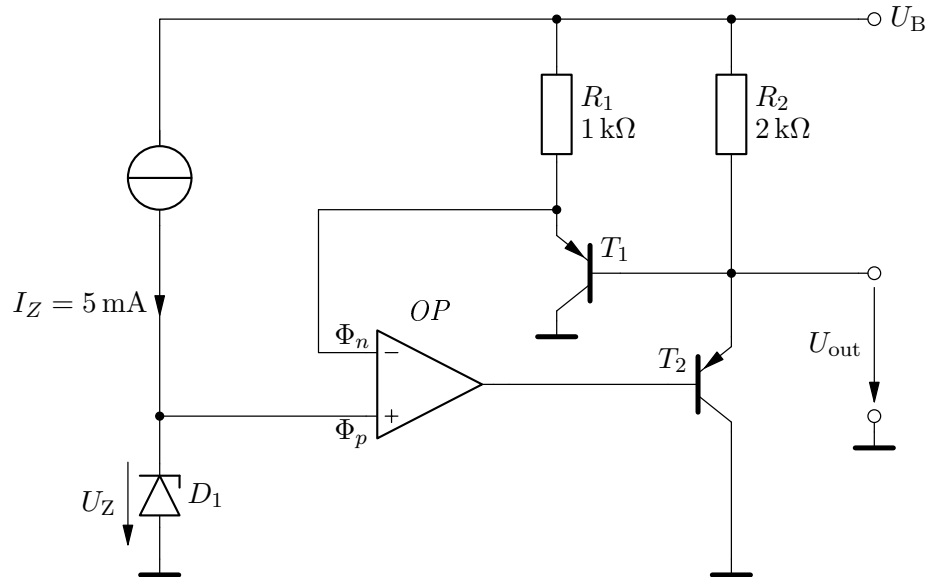 U_B
R_1
1 kΩ
R_2
2 kΩ
T_1
I_Z = 5 mA
OP
Φ_n
−
U_out
T_2
+
Φ_p
U_Z
D_1